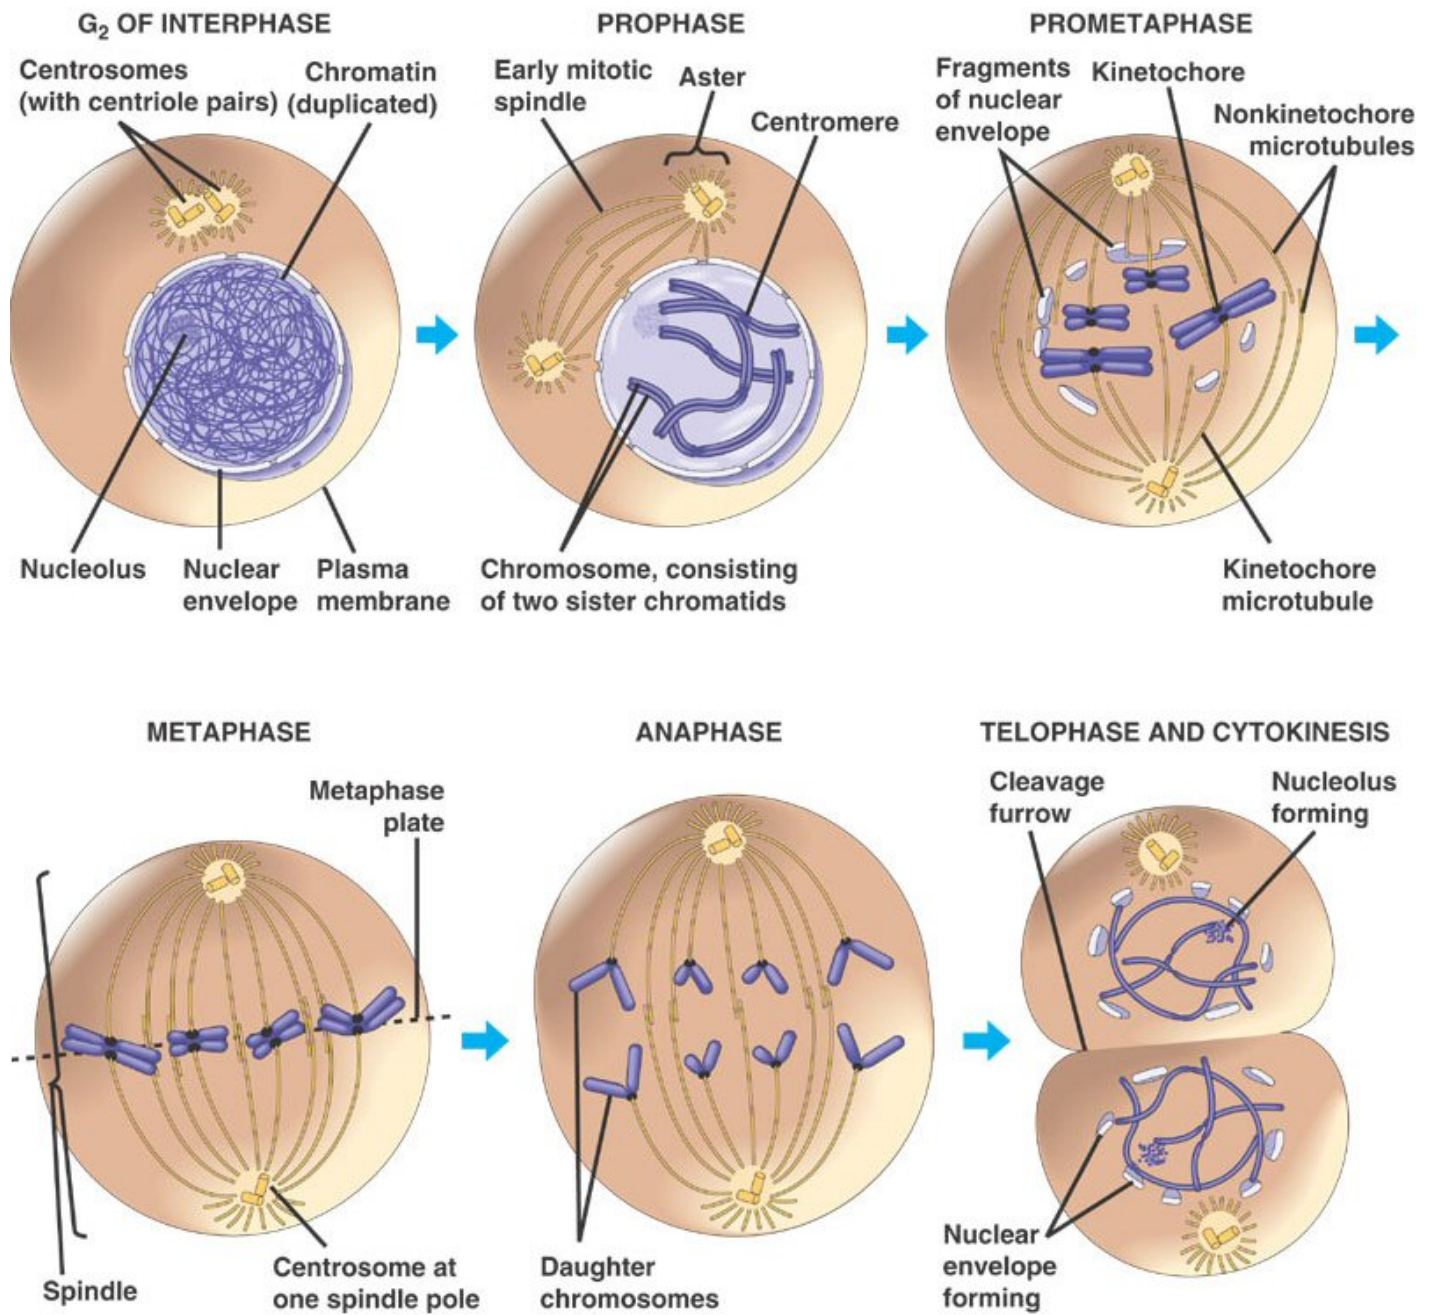 G₂ OF INTERPHASE
Centrosomes
(with centriole pairs)
Chromatin
(duplicated)
Nucleolus
Nuclear
envelope
Plasma
membrane
PROPHASE
Early mitotic
spindle
Aster
Centromere
Chromosome, consisting
of two sister chromatids
PROMETAPHASE
Fragments
of nuclear
envelope
Kinetochore
Nonkinetochore
microtubules
Kinetochore
microtubule
METAPHASE
Metaphase
plate
Spindle
Centrosome at
one spindle pole
ANAPHASE
Daughter
chromosomes
TELOPHASE AND CYTOKINESIS
Cleavage
furrow
Nucleolus
forming
Nuclear
envelope
forming